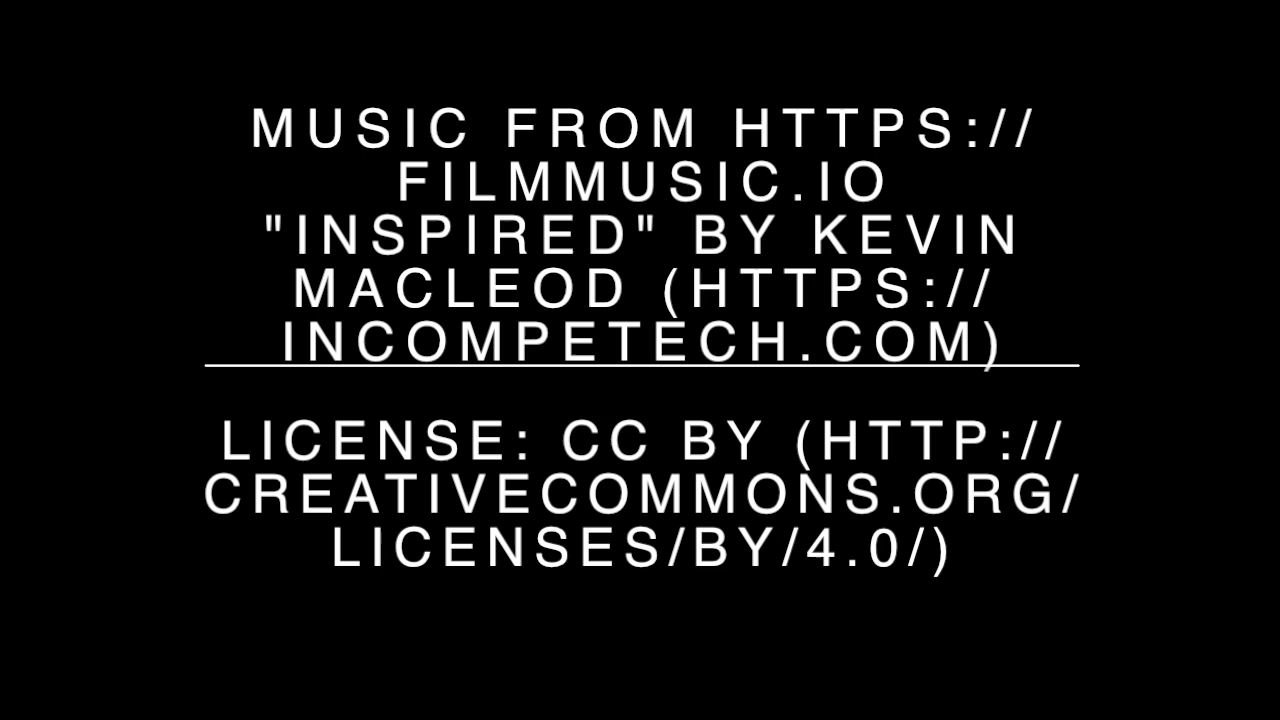 MUSIC FROM HTTPS://
FILMMUSIC.IO
"INSPIRED" BY KEVIN
MACLEOD (HTTPS://
INCOMPETECH.COM)
LICENSE: CC BY (HTTP://
CREATIVECOMMONS.ORG/
LICENSES/BY/4.0/)